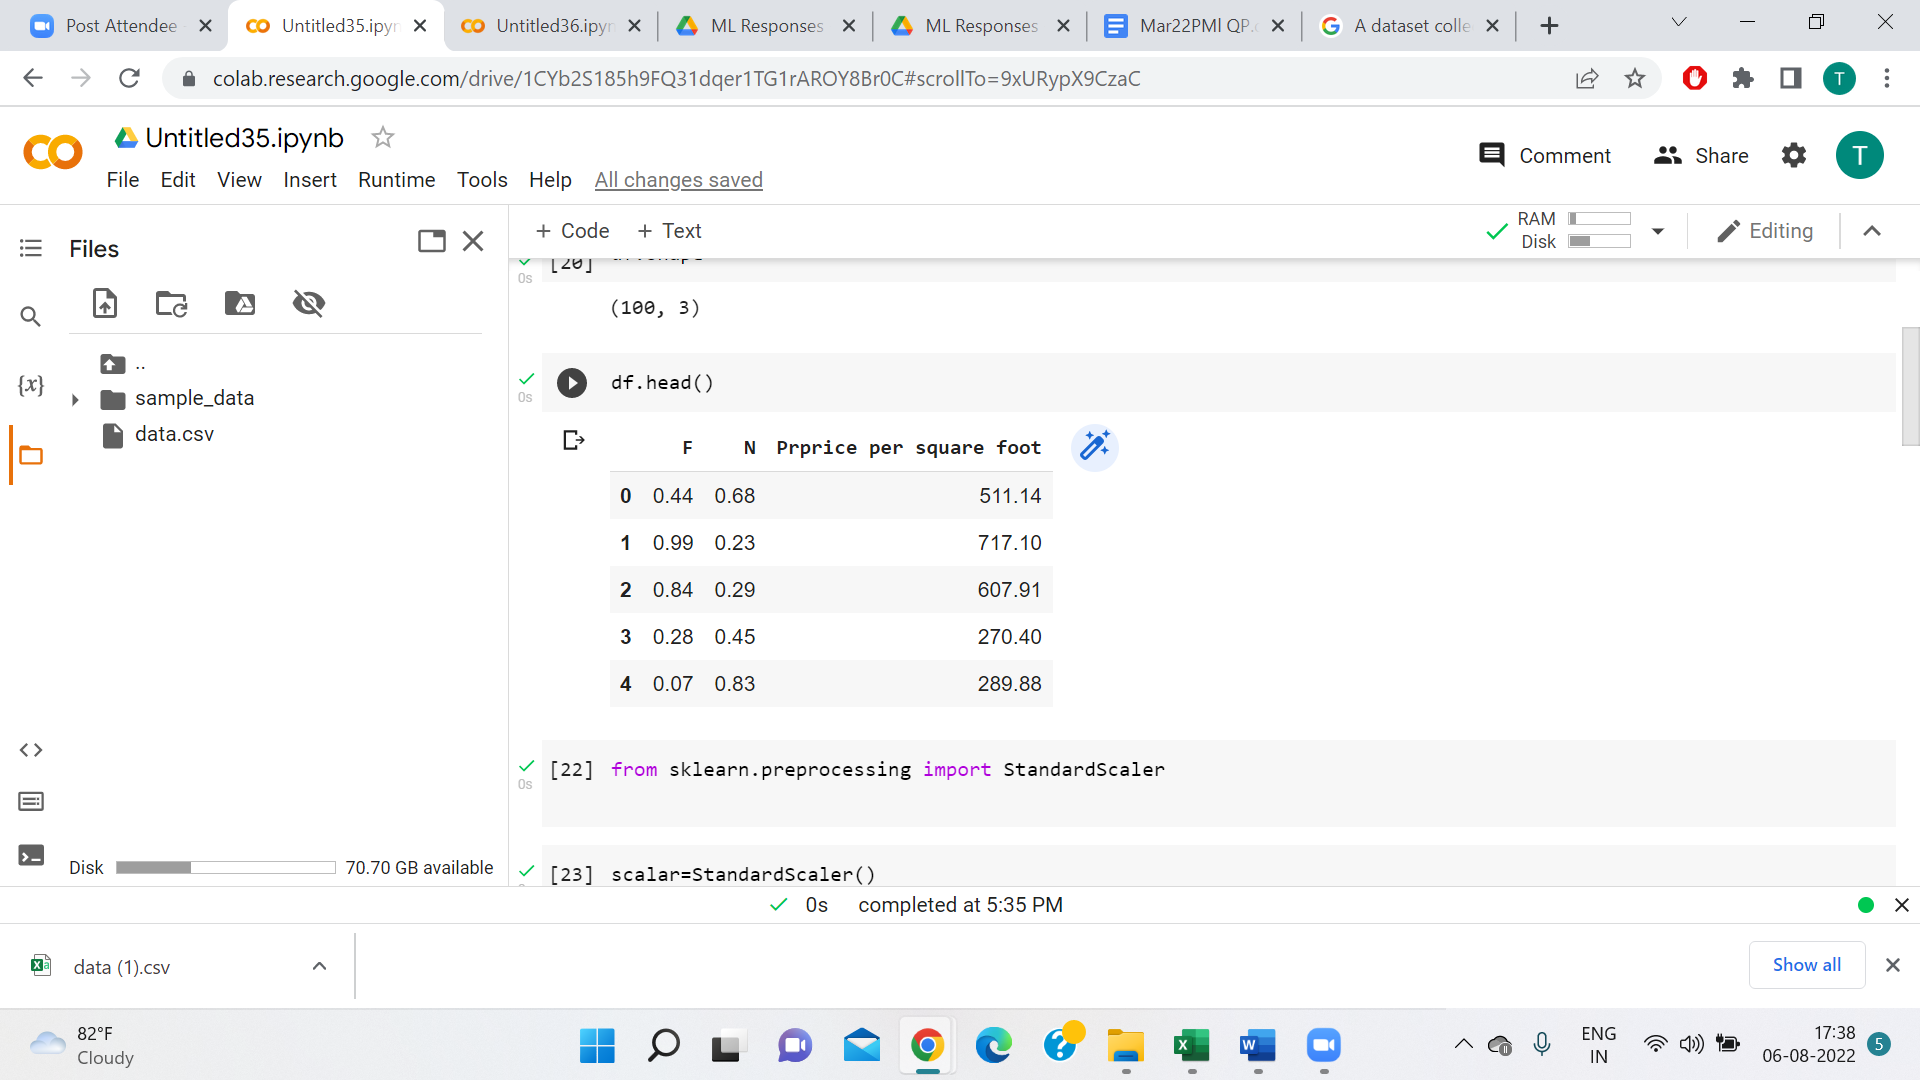 Post Attendee
Untitled35.ipyn
Untitled36.ipyn
ML Responses
ML Responses
Mar22PMl QP.
A dataset colle
colab.research.google.com/drive/1CYb2S185h9FQ31dqer1TG1rAROY8Br0C#scrollTo=9xURypX9CzaC
T
Untitled35.ipynb
Comment
Share
T
File Edit View Insert Runtime Tools Help All changes saved
Files
+ Code + Text
RAM
Disk
Editing
[20]
0s
(100, 3)
..
{x}
sample_data
data.csv
0s
df.head()
F N Prprice per square foot
0 0.44 0.68 511.14
1 0.99 0.23 717.10
2 0.84 0.29 607.91
3 0.28 0.45 270.40
4 0.07 0.83 289.88
[22] from sklearn.preprocessing import StandardScaler
0s
Disk 70.70 GB available
[23] scalar=StandardScaler()
0s completed at 5:35 PM
data (1).csv
Show all
82°F
Cloudy
ENG
IN
17:38
06-08-2022
5